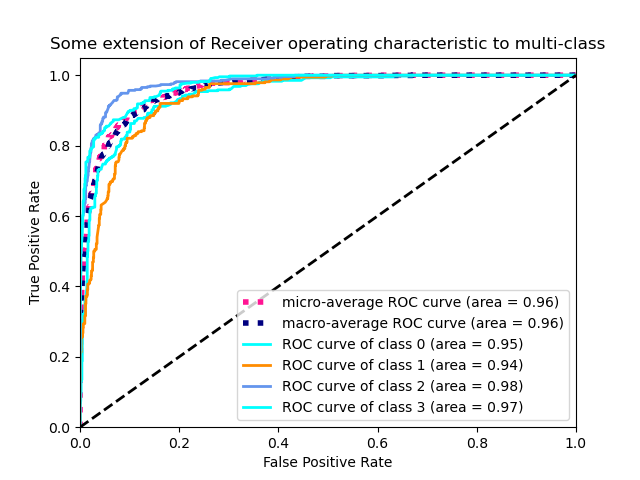 Some extension of Receiver operating characteristic to multi-class
1.0
0.8
0.6
0.4
0.2
0.0
True Positive Rate
micro-average ROC curve (area = 0.96)
macro-average ROC curve (area = 0.96)
ROC curve of class 0 (area = 0.95)
ROC curve of class 1 (area = 0.94)
ROC curve of class 2 (area = 0.98)
ROC curve of class 3 (area = 0.97)
0.0 0.2 0.4 0.6 0.8 1.0
False Positive Rate